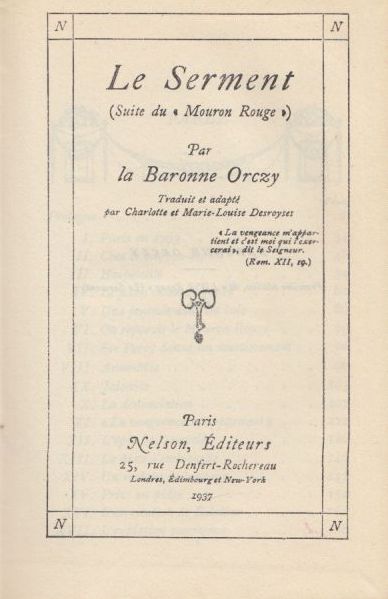 N N
Le Serment
(Suite du « Mouron Rouge »)
Par
la Baronne Orczy
Traduit et adapté
par Charlotte et Marie-Louise Desroyses
« La vengeance m'appar-
tient et c'est moi qui l'exer-
cerai », dit le Seigneur.
(Rom. XII, 19.)
Paris
Nelson, Éditeurs
25, rue Denfert-Rochereau
Londres, Édimbourg et New-York
1937
N N